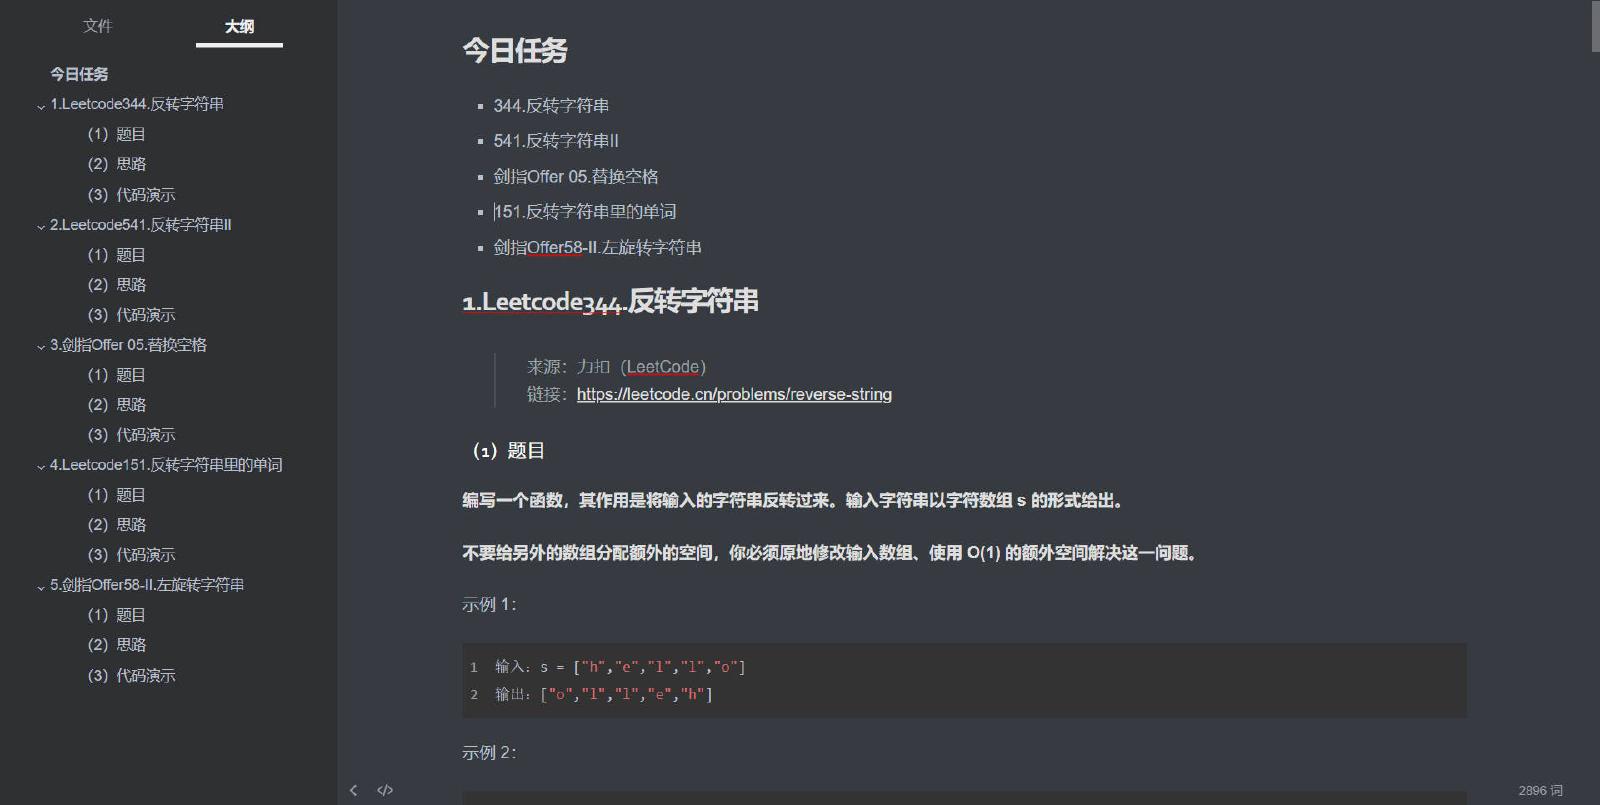 文件
大纲
今日任务
1.Leetcode344.反转字符串
（1）题目
（2）思路
（3）代码演示
2.Leetcode541.反转字符串II
（1）题目
（2）思路
（3）代码演示
3.剑指Offer 05.替换空格
（1）题目
（2）思路
（3）代码演示
4.Leetcode151.反转字符串里的单词
（1）题目
（2）思路
（3）代码演示
5.剑指Offer58-II.左旋转字符串
（1）题目
（2）思路
（3）代码演示
今日任务
344.反转字符串
541.反转字符串II
剑指Offer 05.替换空格
151.反转字符串里的单词
剑指Offer58-II.左旋转字符串
1.Leetcode344.反转字符串
来源：力扣（LeetCode）
链接：https://leetcode.cn/problems/reverse-string
（1）题目
编写一个函数，其作用是将输入的字符串反转过来。输入字符串以字符数组 s 的形式给出。
不要给另外的数组分配额外的空间，你必须原地修改输入数组、使用 O(1) 的额外空间解决这一问题。
示例 1：
1 输入：s = ["h","e","l","l","o"]
2 输出：["o","l","l","e","h"]
示例 2：
2896 词